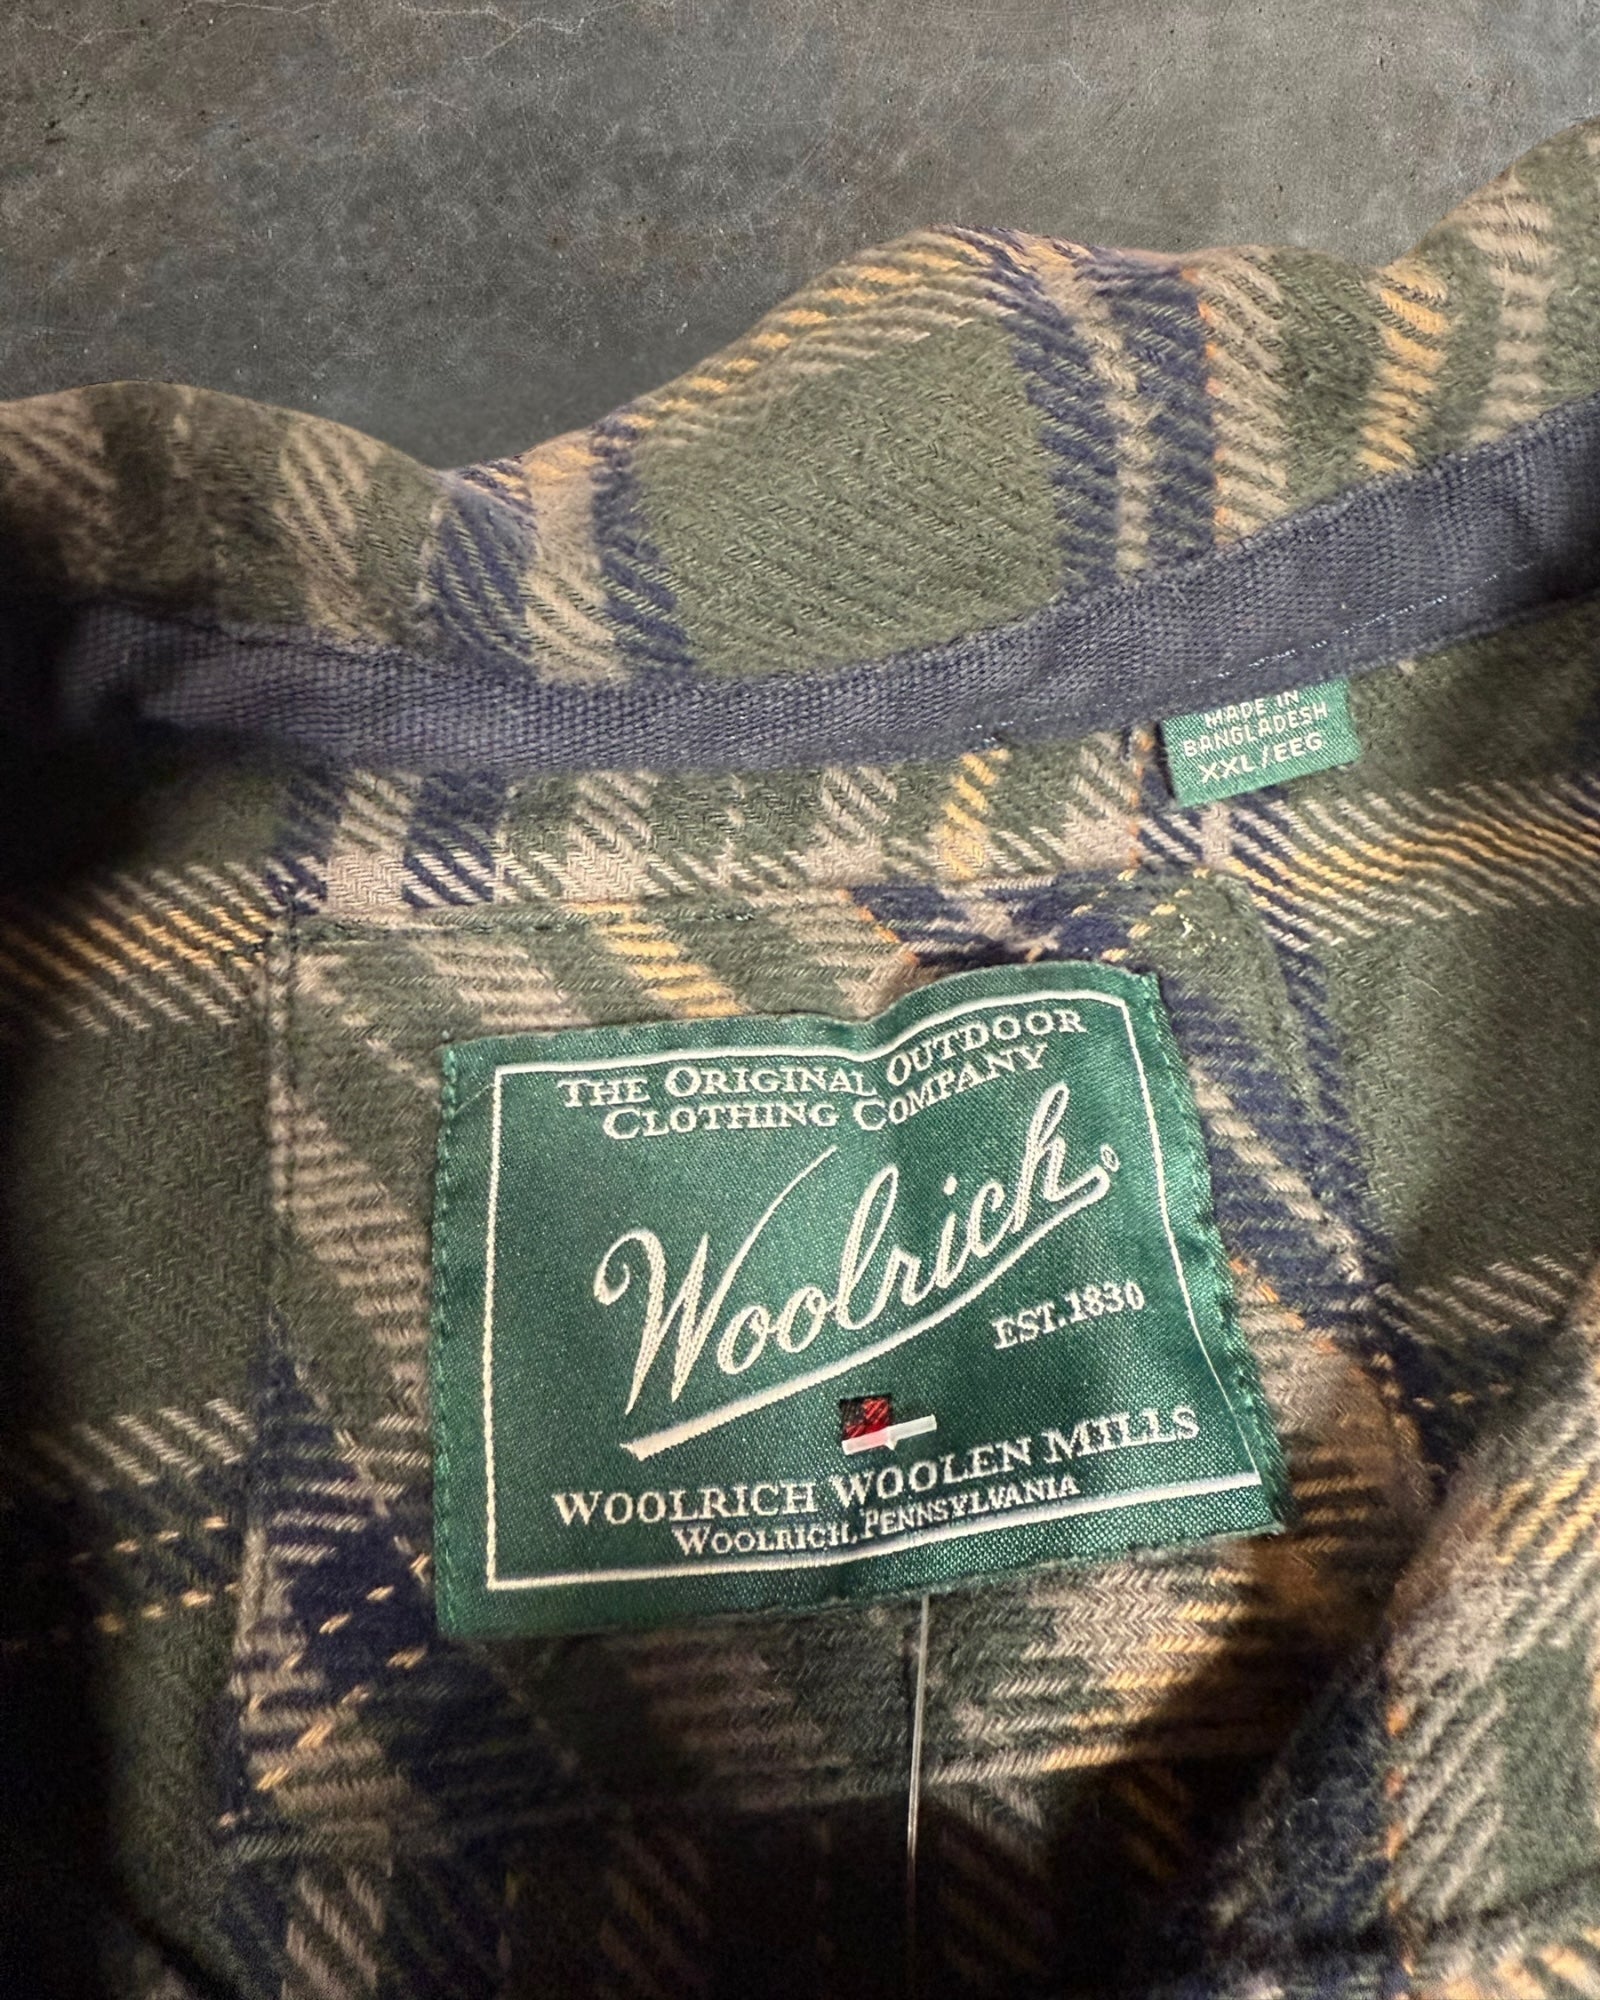 MADE IN
BANGLADESH
XXL/EEG
THE ORIGINAL OUTDOOR
CLOTHING COMPANY
Woolrich®
EST. 1830
WOOLRICH WOOLEN MILLS
WOOLRICH, PENNSYLVANIA